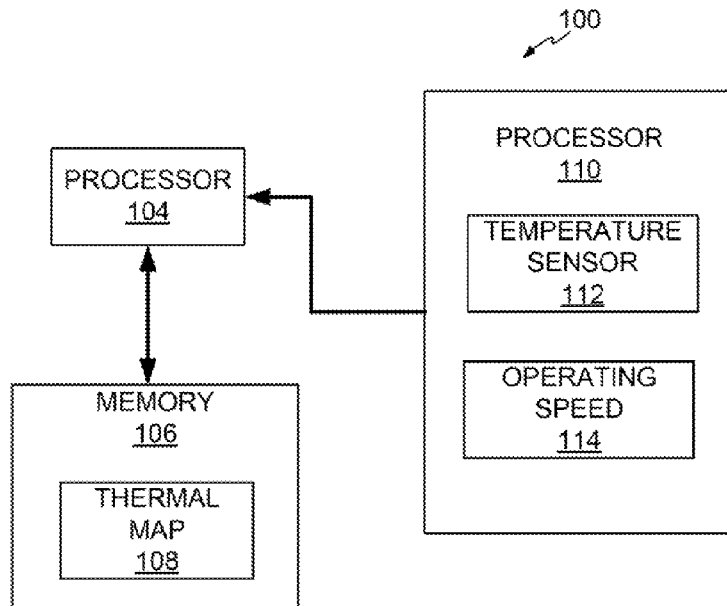 100
PROCESSOR
104
PROCESSOR
110
TEMPERATURE
SENSOR
112
OPERATING
SPEED
114
MEMORY
106
THERMAL
MAP
108